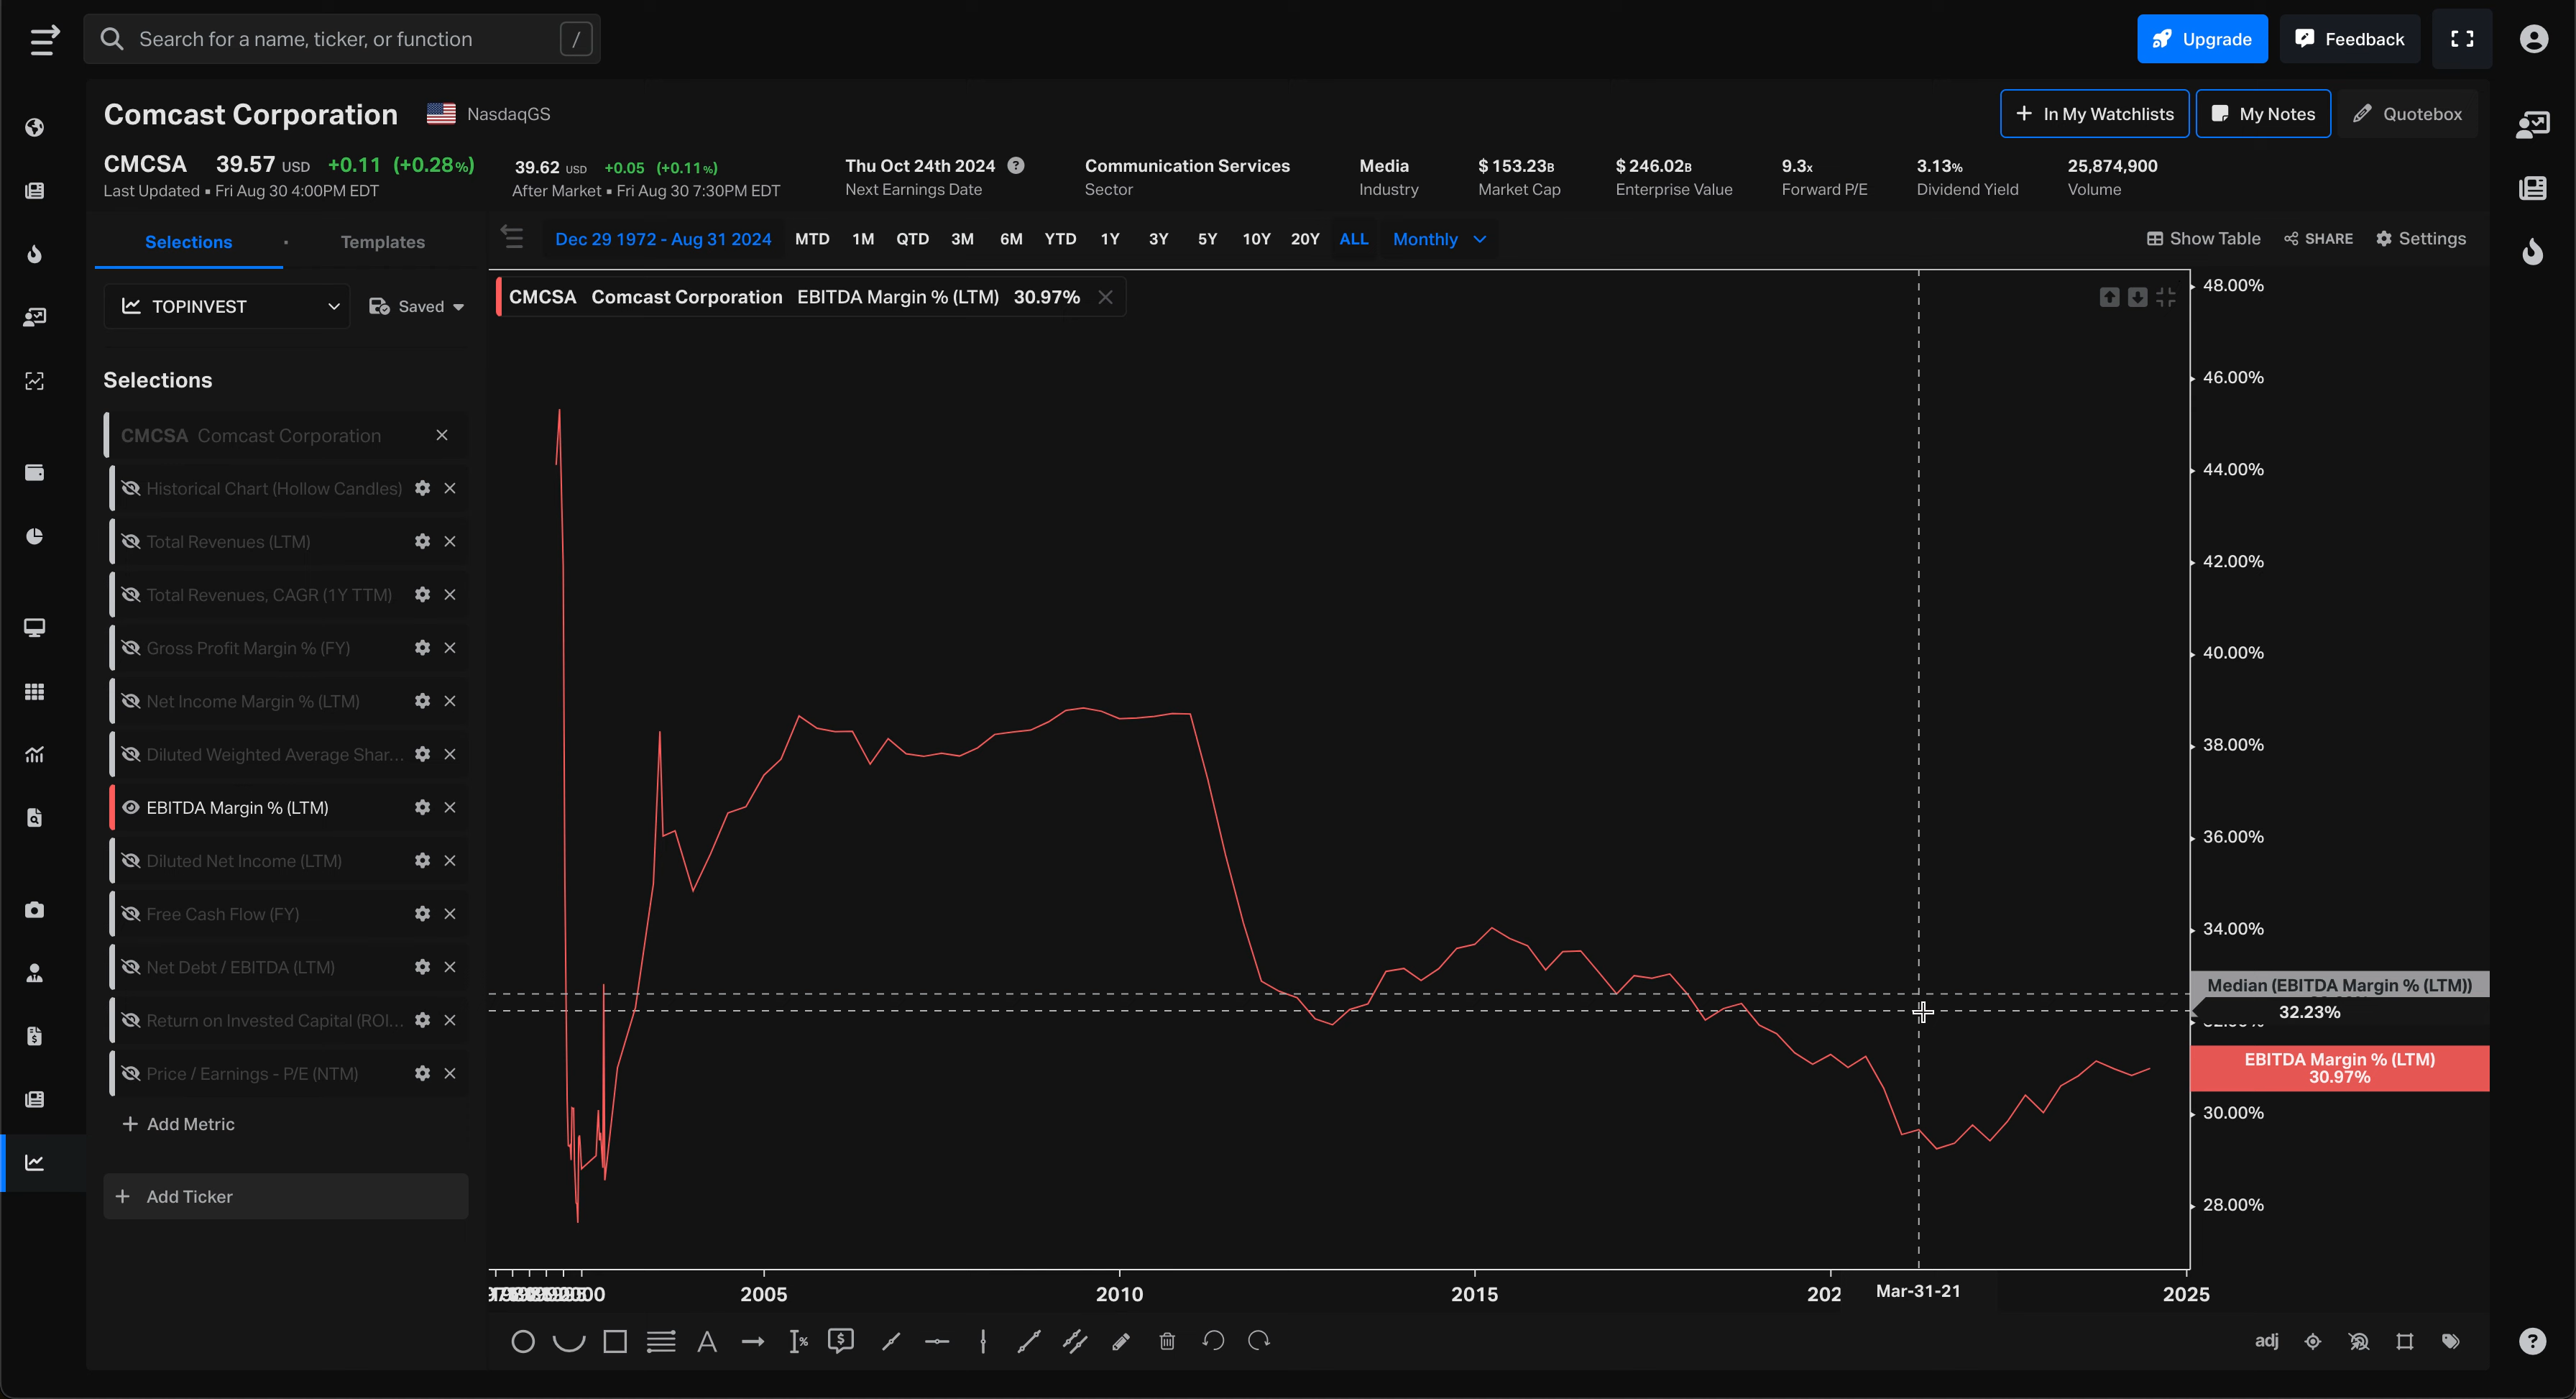 Search for a name, ticker, or function /
Upgrade
Feedback
Comcast Corporation NasdaqGS
In My Watchlists
My Notes
Quotebox
CMCSA 39.57 USD +0.11 (+0.28%)
Last Updated ▪ Fri Aug 30 4:00PM EDT
39.62 USD +0.05 (+0.11%)
After Market ▪ Fri Aug 30 7:30PM EDT
Thu Oct 24th 2024
Next Earnings Date
Communication Services
Sector
Media
Industry
$ 153.23B
Market Cap
$ 246.02B
Enterprise Value
9.3x
Forward P/E
3.13%
Dividend Yield
25,874,900
Volume
Selections
Templates
Dec 29 1972 - Aug 31 2024 MTD 1M QTD 3M 6M YTD 1Y 3Y 5Y 10Y 20Y ALL Monthly
Show Table SHARE Settings
TOPINVEST
Saved
Selections
CMCSA Comcast Corporation
Historical Chart (Hollow Candles)
Total Revenues (LTM)
Total Revenues, CAGR (1Y TTM)
Gross Profit Margin % (FY)
Net Income Margin % (LTM)
Diluted Weighted Average Shar...
EBITDA Margin % (LTM)
Diluted Net Income (LTM)
Free Cash Flow (FY)
Net Debt / EBITDA (LTM)
Return on Invested Capital (ROI...
Price / Earnings - P/E (NTM)
+ Add Metric
+ Add Ticker
CMCSA Comcast Corporation EBITDA Margin % (LTM) 30.97%
48.00%
46.00%
44.00%
42.00%
40.00%
38.00%
36.00%
34.00%
Median (EBITDA Margin % (LTM))
32.23%
EBITDA Margin % (LTM)
30.97%
30.00%
28.00%
2005 2010 2015 202 Mar-31-21 2025
adj